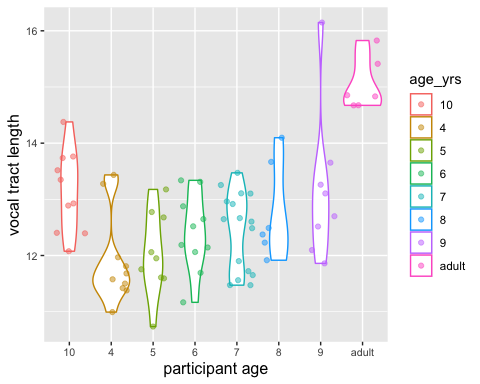 16
14
12
vocal tract length
10 4 5 6 7 8 9 adult
participant age
age_yrs
10
4
5
6
7
8
9
adult